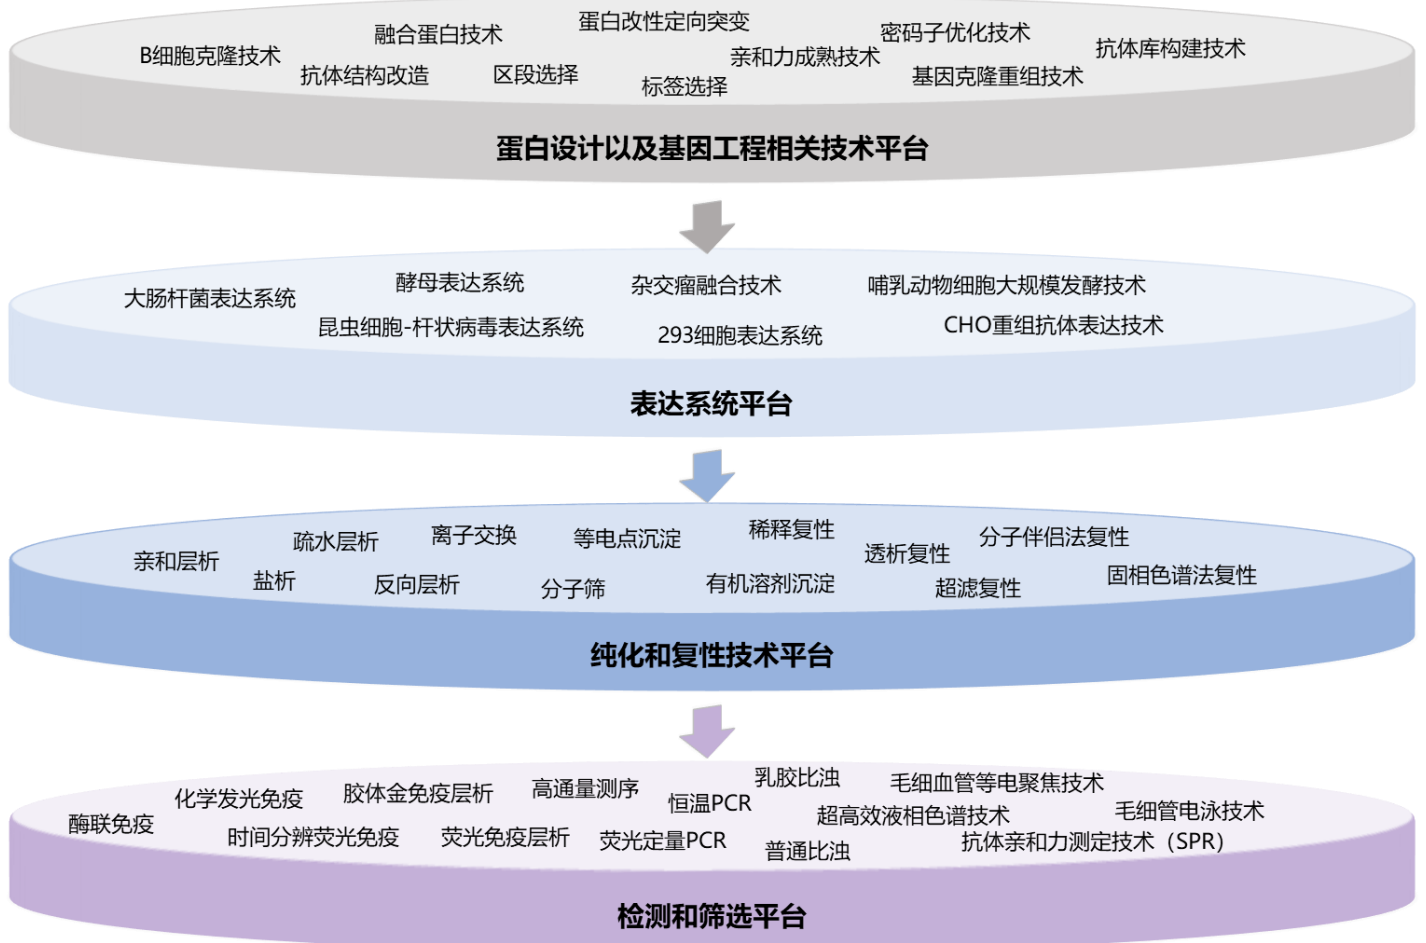 蛋白改性定向突变
融合蛋白技术
密码子优化技术
B细胞克隆技术
亲和力成熟技术
抗体库构建技术
抗体结构改造
区段选择
标签选择
基因克隆重组技术
蛋白设计以及基因工程相关技术平台
大肠杆菌表达系统
酵母表达系统
杂交瘤融合技术
哺乳动物细胞大规模发酵技术
昆虫细胞-杆状病毒表达系统
293细胞表达系统
CHO重组抗体表达技术
表达系统平台
亲和层析
疏水层析
离子交换
等电点沉淀
稀释复性
透析复性
分子伴侣法复性
盐析
反向层析
分子筛
有机溶剂沉淀
超滤复性
固相色谱法复性
纯化和复性技术平台
酶联免疫
化学发光免疫
胶体金免疫层析
高通量测序
恒温PCR
乳胶比浊
毛细血管等电聚焦技术
超高效液相色谱技术
毛细管电泳技术
时间分辨荧光免疫
荧光免疫层析
荧光定量PCR
普通比浊
抗体亲和力测定技术（SPR）
检测和筛选平台